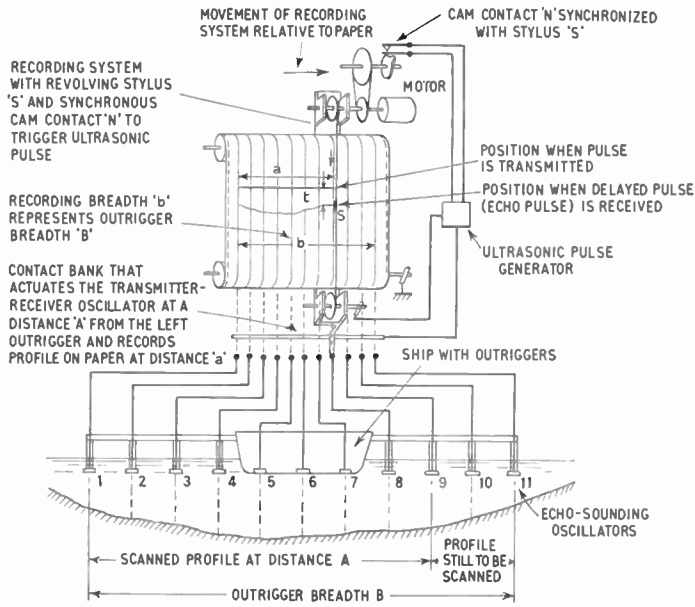 MOVEMENT OF RECORDING
SYSTEM RELATIVE TO PAPER
CAM CONTACT 'N' SYNCHRONIZED
WITH STYLUS 'S'
RECORDING SYSTEM
WITH REVOLVING STYLUS
'S' AND SYNCHRONOUS
CAM CONTACT 'N' TO
TRIGGER ULTRASONIC
PULSE
MOTOR
a
t
S
b
POSITION WHEN PULSE
IS TRANSMITTED
POSITION WHEN DELAYED PULSE
(ECHO PULSE) IS RECEIVED
RECORDING BREADTH 'b'
REPRESENTS OUTRIGGER
BREADTH 'B'
ULTRASONIC PULSE
GENERATOR
CONTACT BANK THAT
ACTUATES THE TRANSMITTER-
RECEIVER OSCILLATOR AT A
DISTANCE 'A' FROM THE LEFT
OUTRIGGER AND RECORDS
PROFILE ON PAPER AT DISTANCE 'a'
SHIP WITH OUTRIGGERS
1 2 3 4 5 6 7 8 9 10 11
ECHO-SOUNDING
OSCILLATORS
SCANNED PROFILE AT DISTANCE A
PROFILE
STILL TO BE
SCANNED
OUTRIGGER BREADTH B